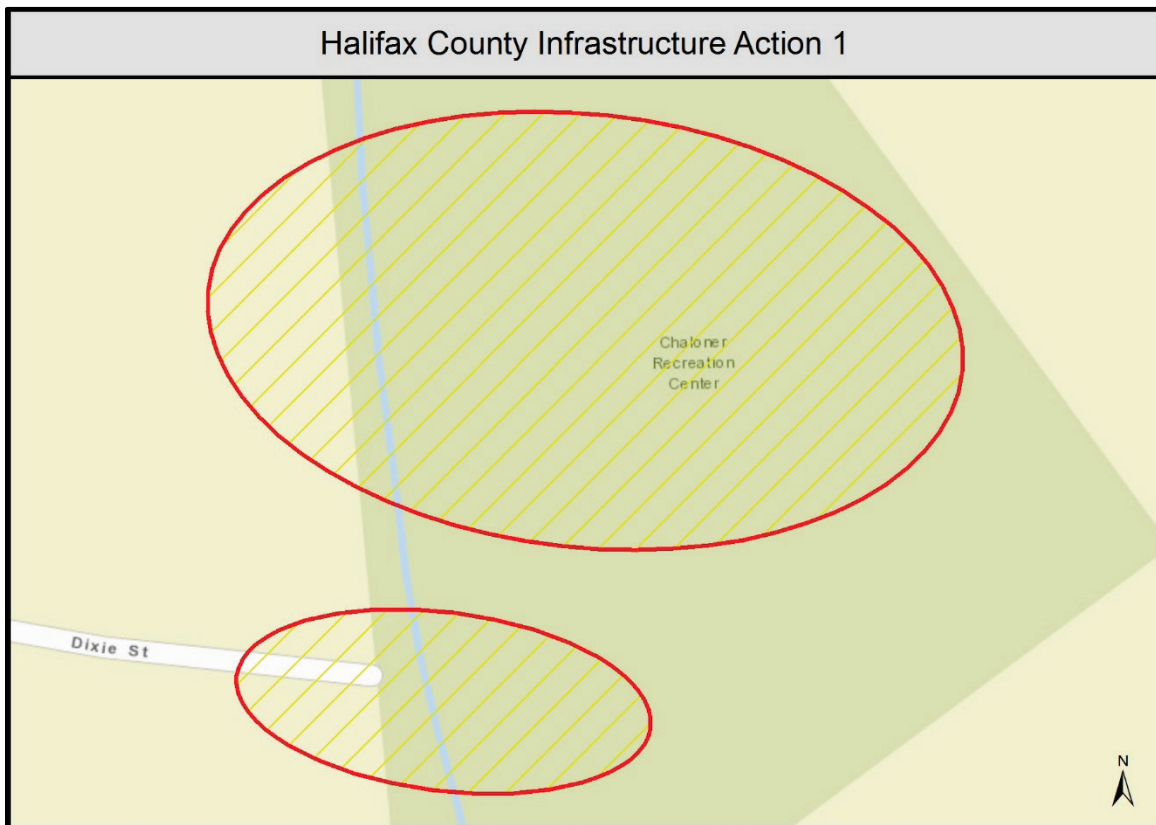 Halifax County Infrastructure Action 1
Chaloner
Recreation
Center
Dixie St
N